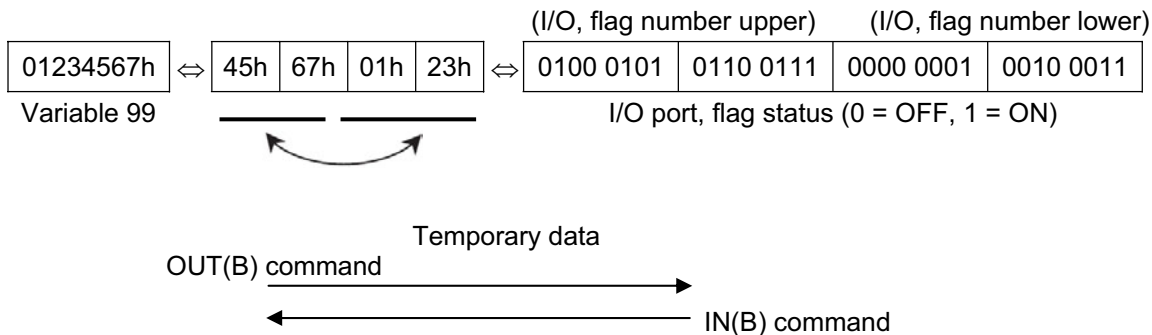 (I/O, flag number upper) (I/O, flag number lower)
01234567h ⇔ 45h 67h 01h 23h ⇔ 0100 0101 0110 0111 0000 0001 0010 0011
Variable 99 I/O port, flag status (0 = OFF, 1 = ON)
Temporary data
OUT(B) command
IN(B) command